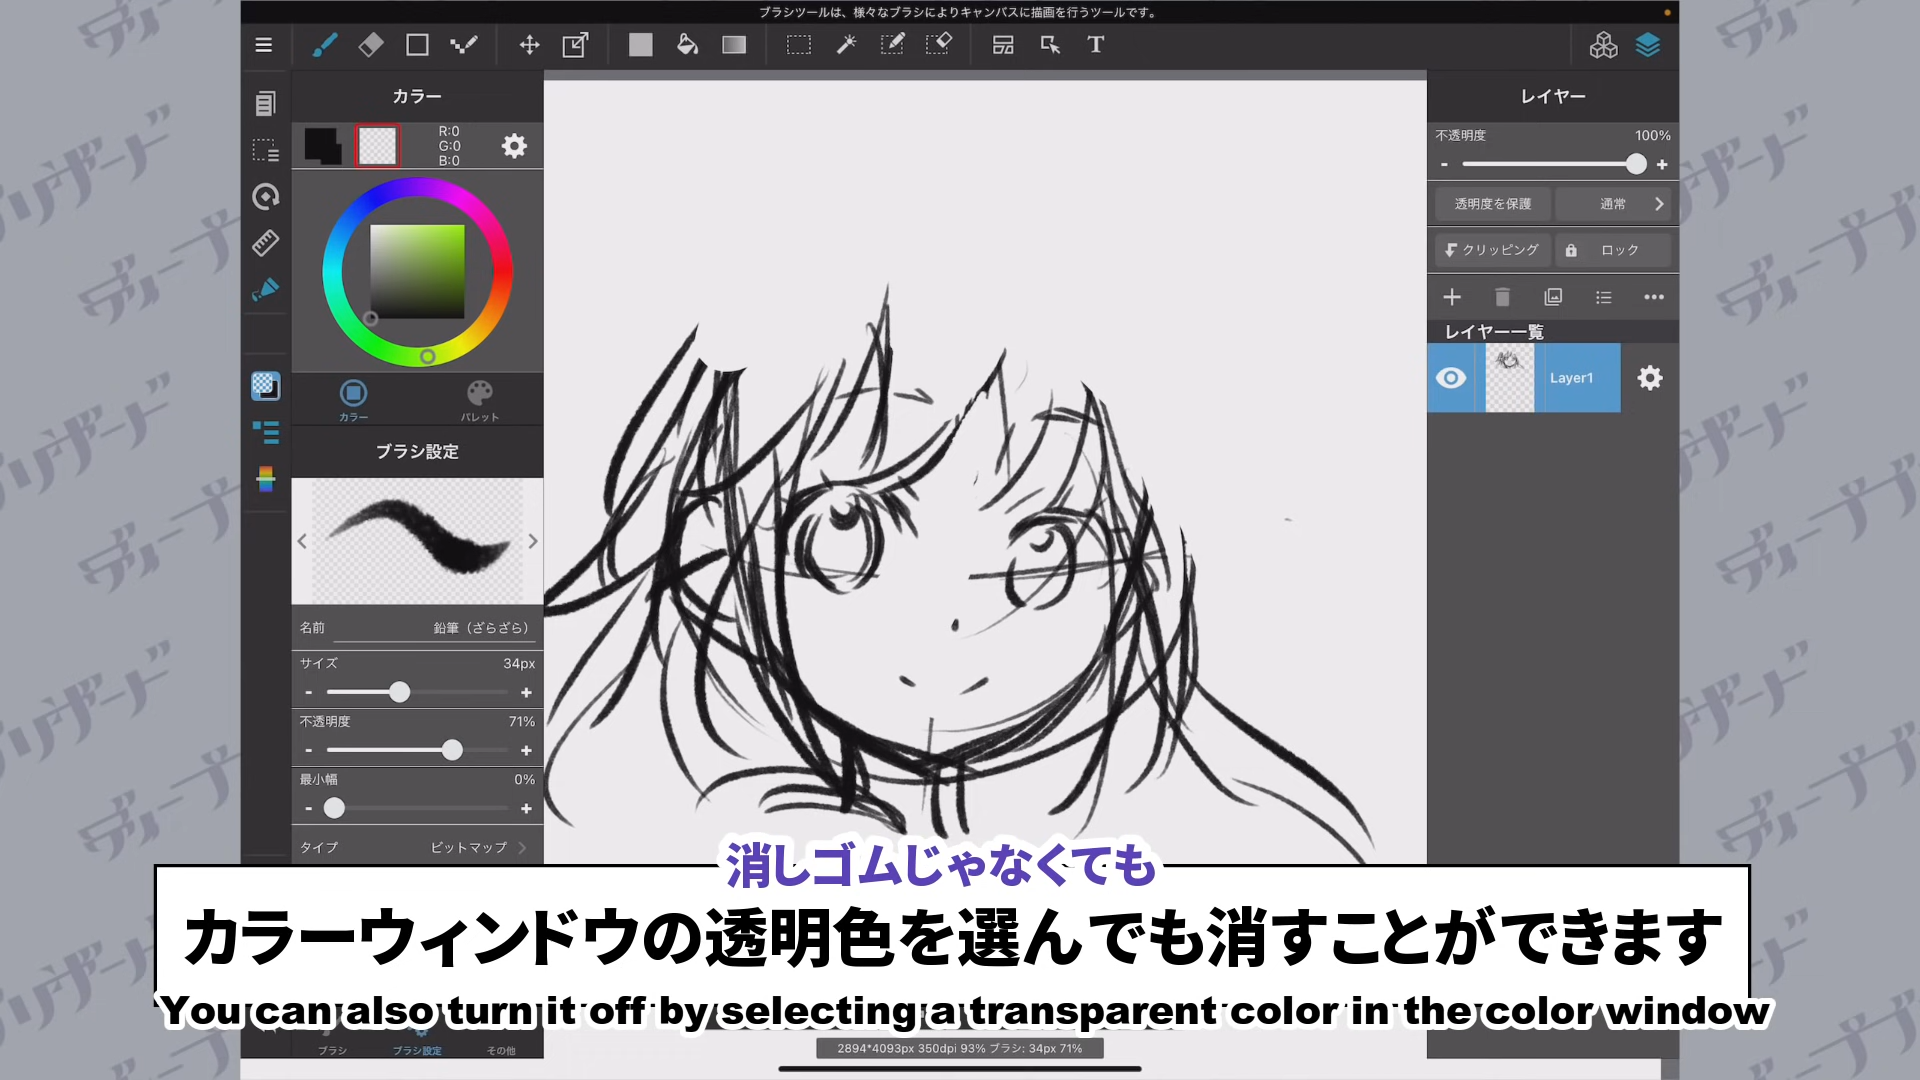 ブラシツールは、様々なブラシによりキャンバスに描画を行うツールです。
T
カラー
R:0
G:0
B:0
カラー
パレット
ブラシ設定
名前 鉛筆（ざらざら）
サイズ 34px
- +
不透明度 71%
- +
最小幅 0%
- +
タイプ ビットマップ
レイヤー
不透明度 100%
- +
透明度を保護 通常
クリッピング ロック
レイヤー一覧
Layer1
消しゴムじゃなくても
カラーウィンドウの透明色を選んでも消すことができます
You can also turn it off by selecting a transparent color in the color window
ブラシ ブラシ設定 その他
2894*4093px 350dpi 93% ブラシ: 34px 71%